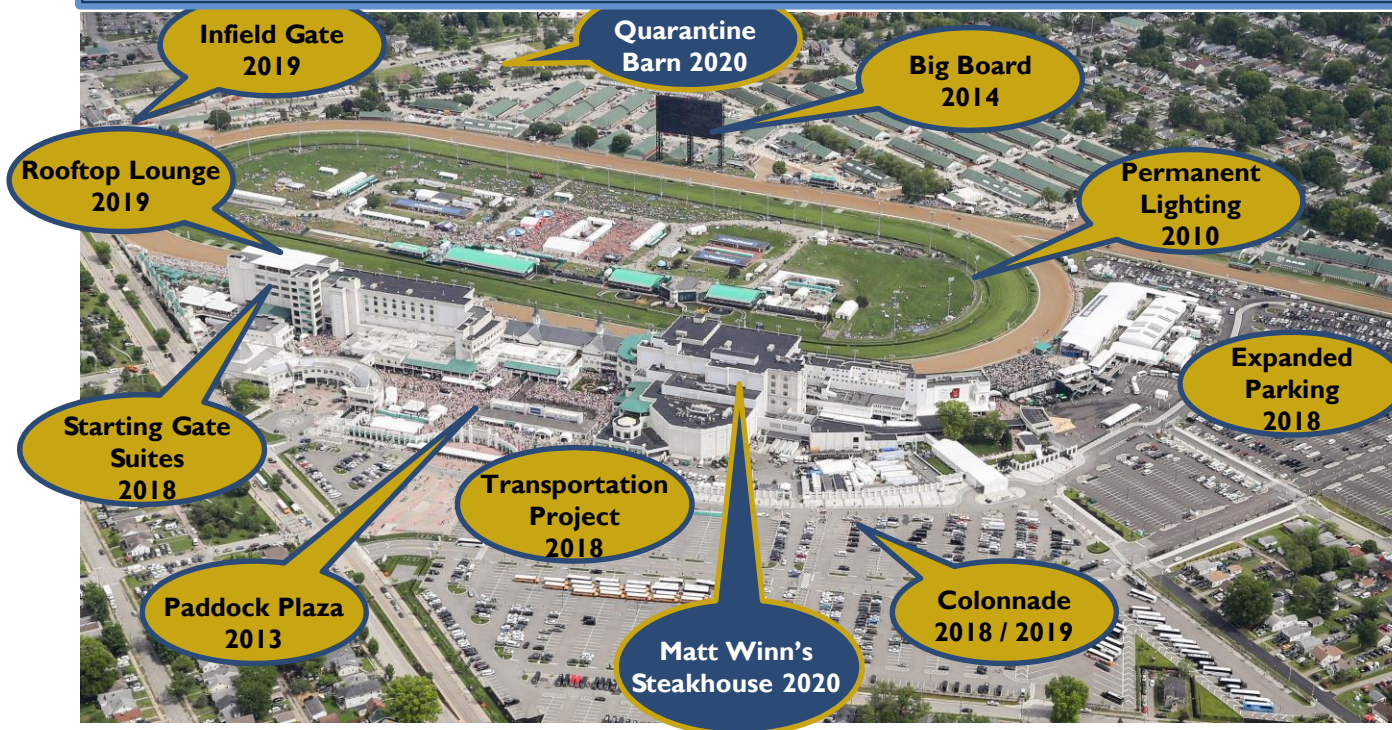 Infield Gate
2019
Quarantine
Barn 2020
Big Board
2014
Rooftop Lounge
2019
Permanent
Lighting
2010
Expanded
Parking
2018
Starting Gate
Suites
2018
Transportation
Project
2018
Paddock Plaza
2013
Matt Winn’s
Steakhouse 2020
Colonnade
2018 / 2019